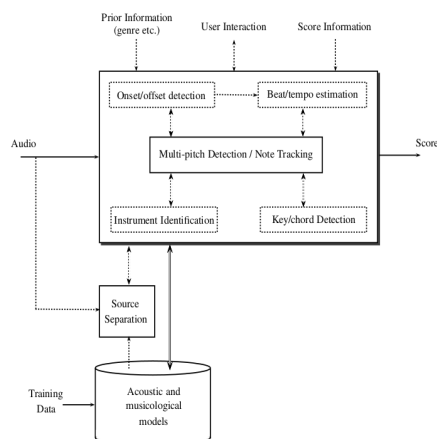 Prior Information
(genre etc.)
User Interaction
Score Information
Onset/offset detection
Beat/tempo estimation
Audio
Multi-pitch Detection / Note Tracking
Score
Instrument Identification
Key/chord Detection
Source
Separation
Training
Data
Acoustic and
musicological
models